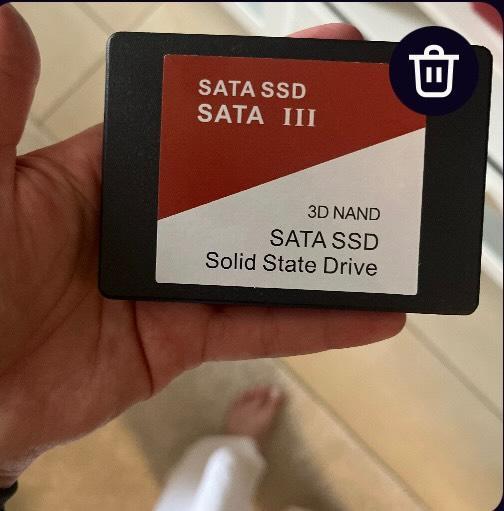 SATA SSD
SATA III
3D NAND
SATA SSD
Solid State Drive